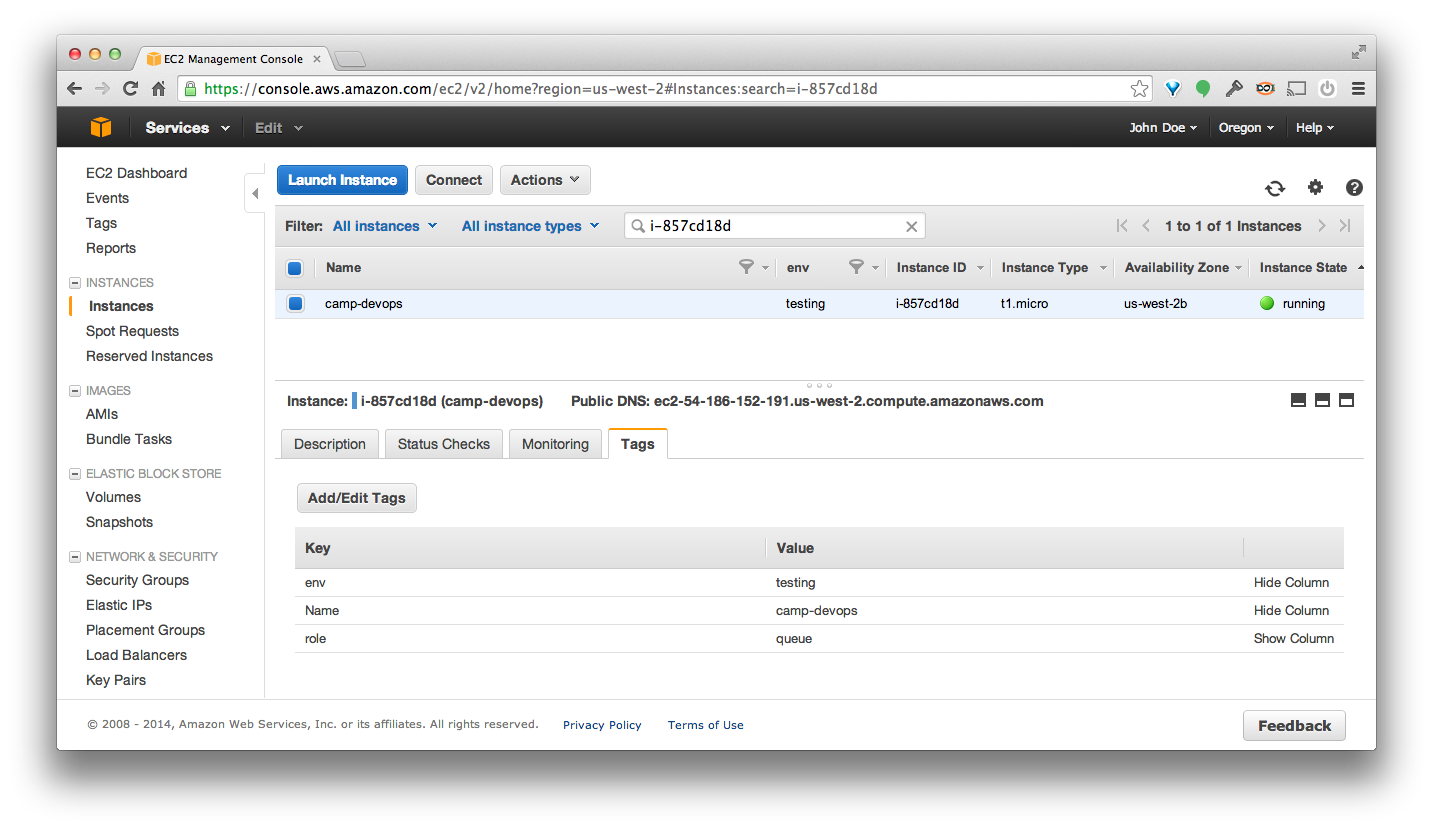 EC2 Management Console
https://console.aws.amazon.com/ec2/v2/home?region=us-west-2#Instances:search=i-857cd18d
Services Edit John Doe Oregon Help
EC2 Dashboard
Events
Tags
Reports
INSTANCES
Instances
Spot Requests
Reserved Instances
IMAGES
AMIs
Bundle Tasks
ELASTIC BLOCK STORE
Volumes
Snapshots
NETWORK & SECURITY
Security Groups
Elastic IPs
Placement Groups
Load Balancers
Key Pairs
Launch Instance Connect Actions
Filter: All instances All instance types i-857cd18d 1 to 1 of 1 Instances
Name env Instance ID Instance Type Availability Zone Instance State
camp-devops testing i-857cd18d t1.micro us-west-2b running
Instance: i-857cd18d (camp-devops) Public DNS: ec2-54-186-152-191.us-west-2.compute.amazonaws.com
Description Status Checks Monitoring Tags
Add/Edit Tags
Key Value
env testing Hide Column
Name camp-devops Hide Column
role queue Show Column
© 2008 - 2014, Amazon Web Services, Inc. or its affiliates. All rights reserved. Privacy Policy Terms of Use Feedback